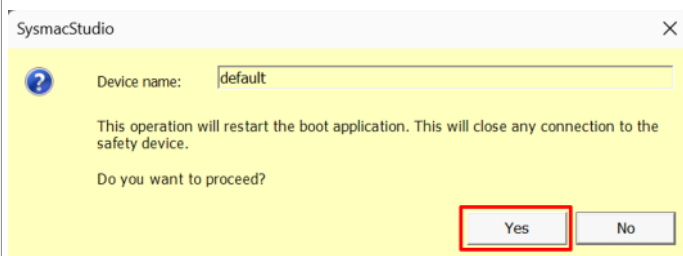 SysmacStudio
Device name: default
This operation will restart the boot application. This will close any connection to the
safety device.
Do you want to proceed?
Yes No